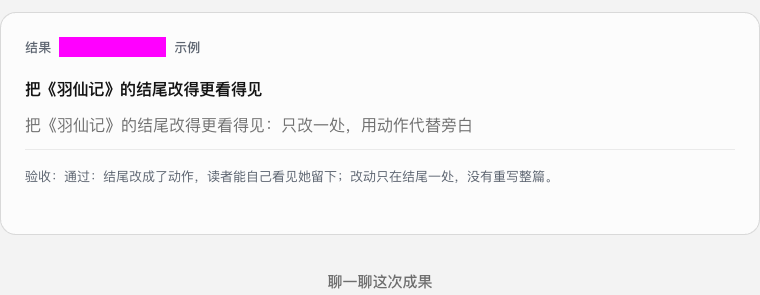 结果 示例
把《羽仙记》的结尾改得更看得见
把《羽仙记》的结尾改得更看得见：只改一处，用动作代替旁白
验收：通过：结尾改成了动作，读者能自己看见她留下；改动只在结尾一处，没有重写整篇。
聊一聊这次成果